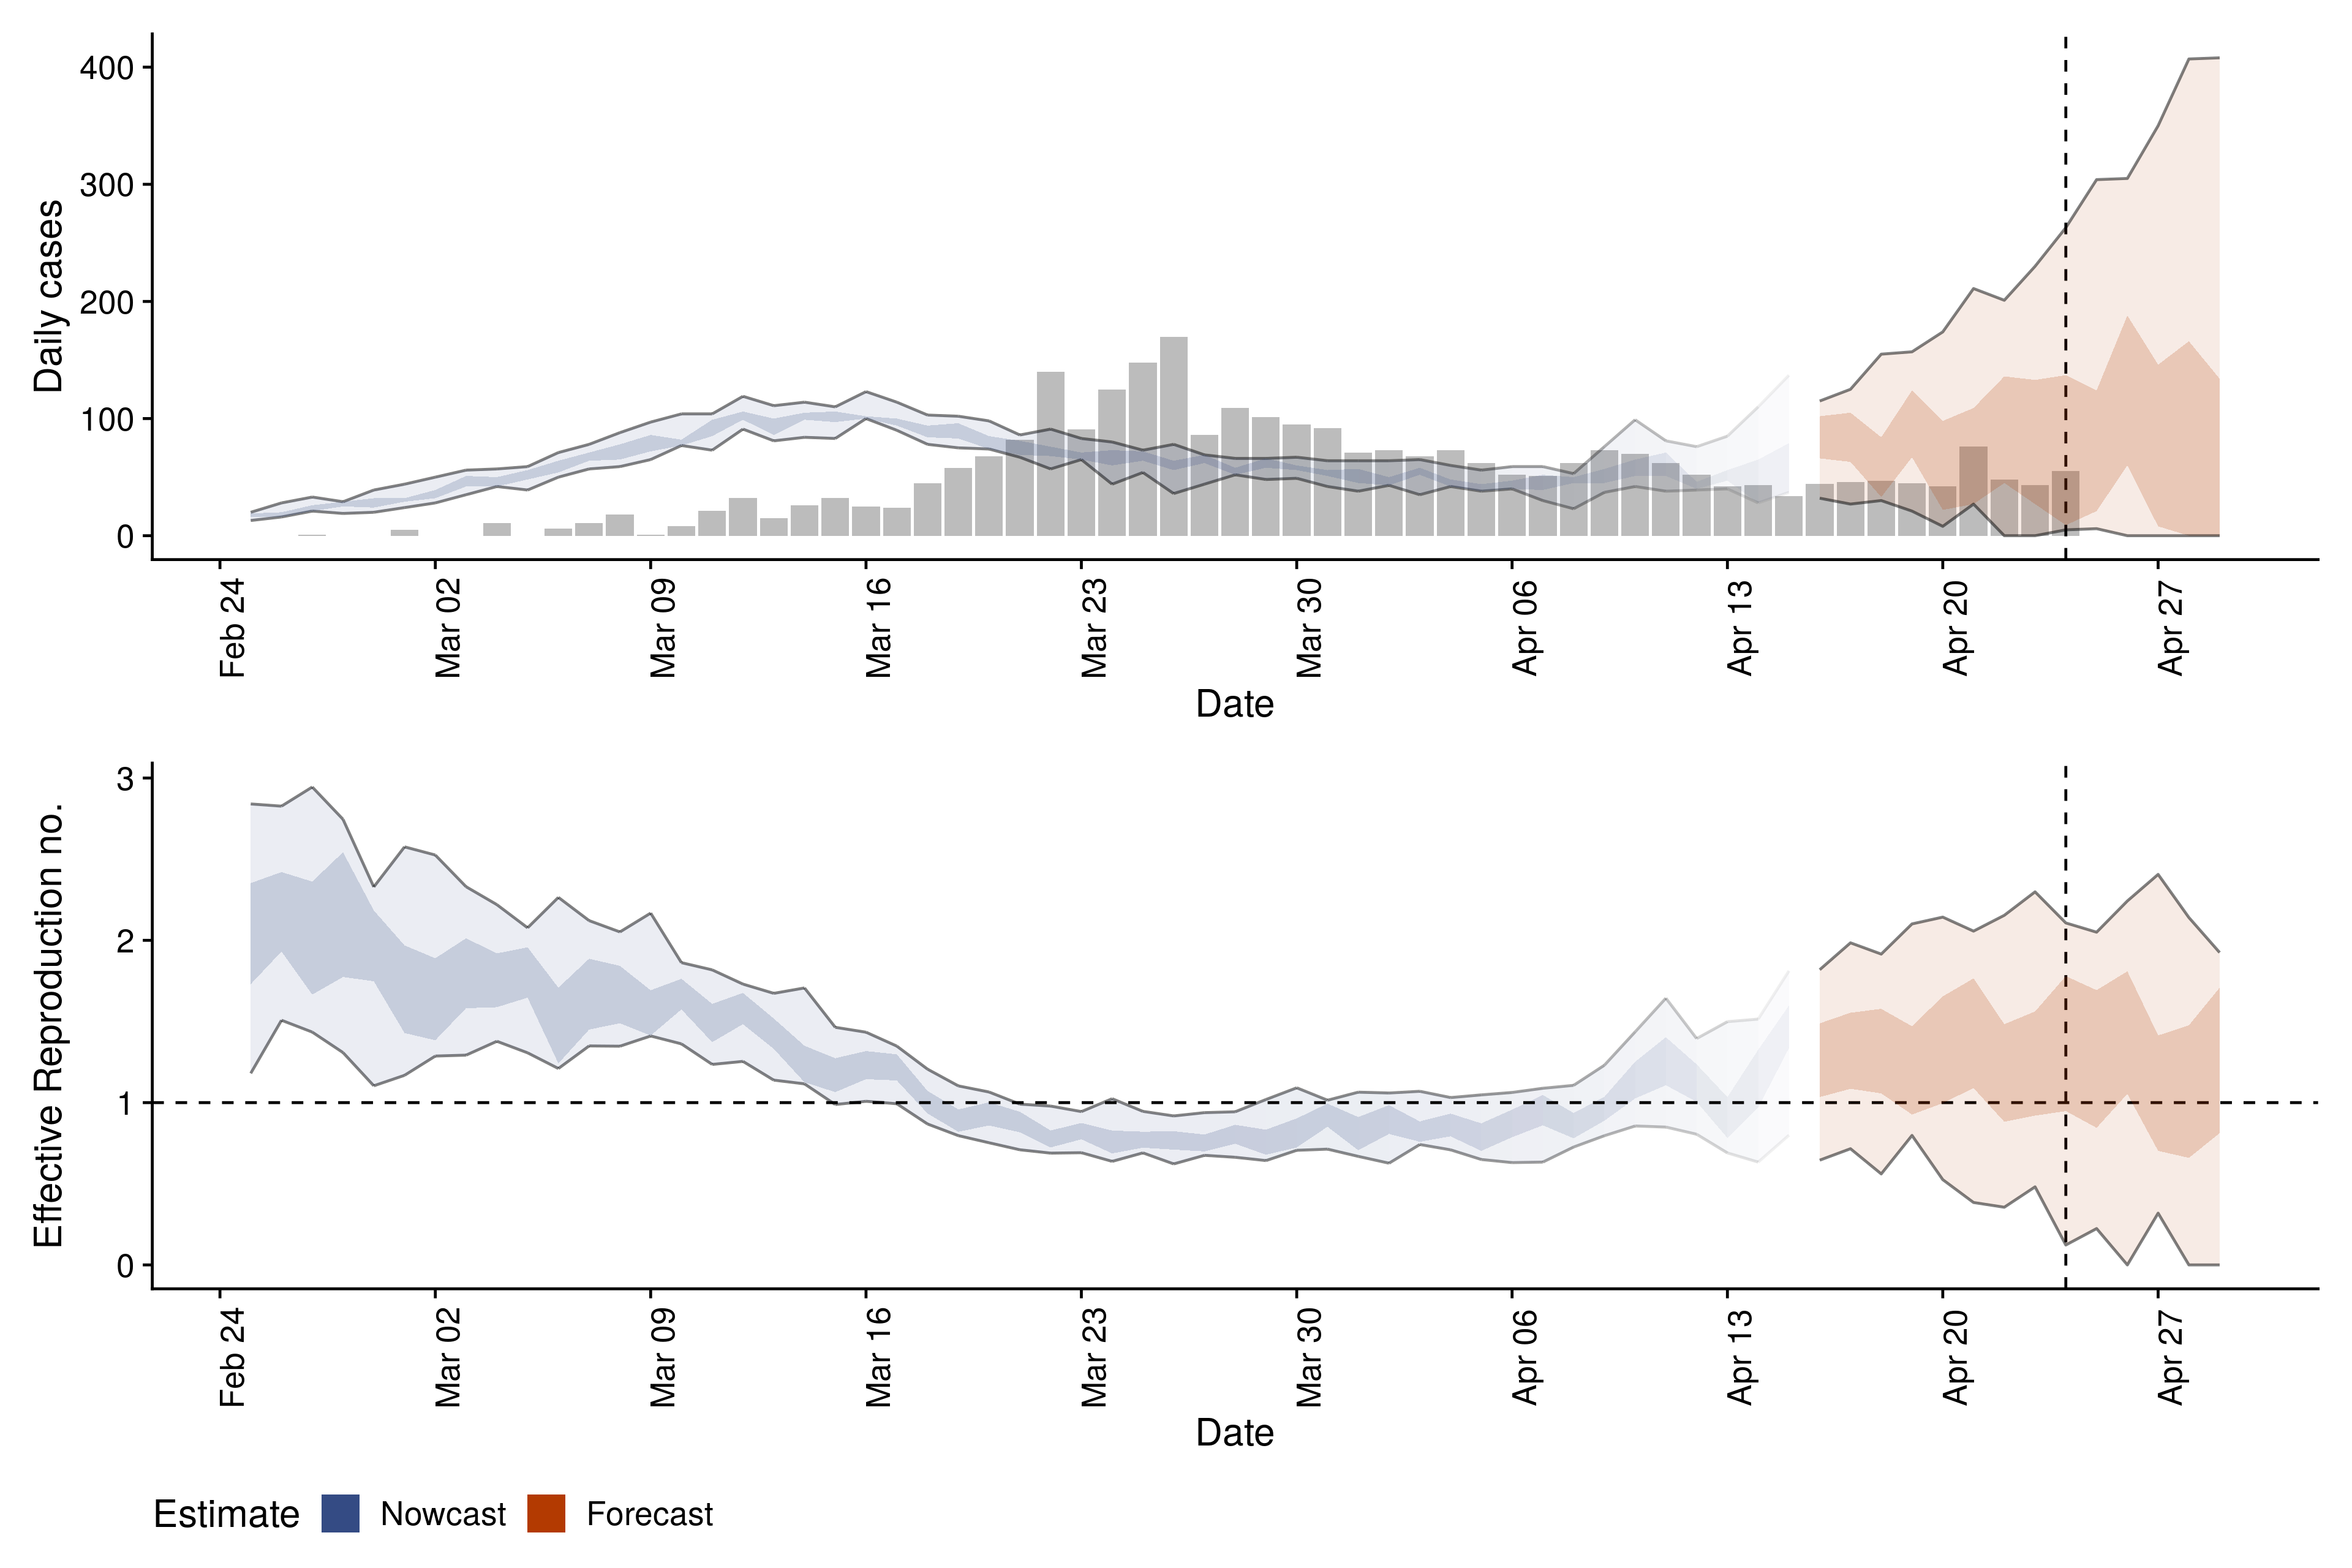 Daily cases
400
300
200
100
0
Feb 24
Mar 02
Mar 09
Mar 16
Mar 23
Mar 30
Apr 06
Apr 13
Apr 20
Apr 27
Date
Effective Reproduction no.
3
2
1
0
Feb 24
Mar 02
Mar 09
Mar 16
Mar 23
Mar 30
Apr 06
Apr 13
Apr 20
Apr 27
Date
Estimate Nowcast Forecast